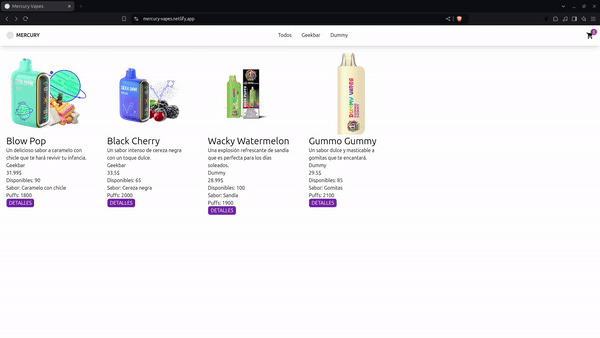 Mercury Vapes
mercury-vapes.netlify.app
MERCURY
Todos
Geekbar
Dummy
Blow Pop
Un delicioso sabor a caramelo con
chicle que te hará revivir tu infancia.
Geekbar
31.99$
Disponibles: 90
Sabor: Caramelo con chicle
Puffs: 1800
DETALLES
Black Cherry
Un sabor intenso de cereza negra
con un toque dulce.
Geekbar
33.5$
Disponibles: 65
Sabor: Cereza negra
Puffs: 2000
DETALLES
Wacky Watermelon
Una explosión refrescante de sandía
que es perfecta para los días
soleados.
Dummy
28.99$
Disponibles: 100
Sabor: Sandía
Puffs: 1900
DETALLES
Gummo Gummy
Un sabor dulce y masticable a
gomitas que te encantará.
Dummy
29.5$
Disponibles: 85
Sabor: Gomitas
Puffs: 2100
DETALLES